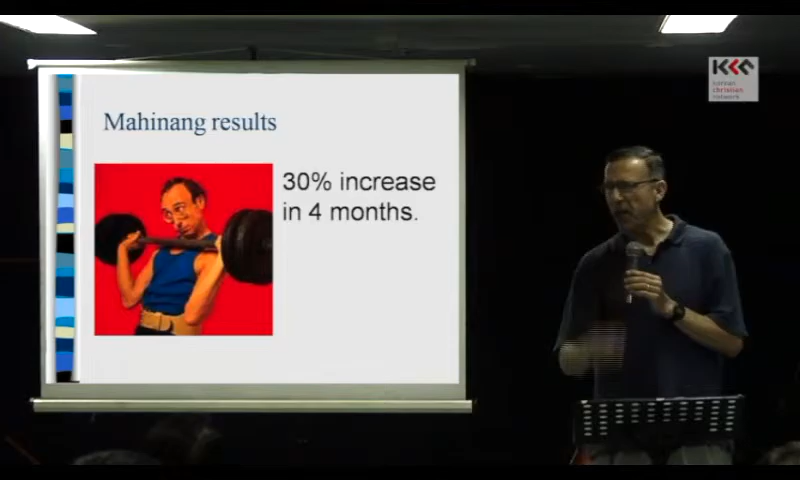 Mahinang results
30% increase
in 4 months.
KCN
korean
christian
network